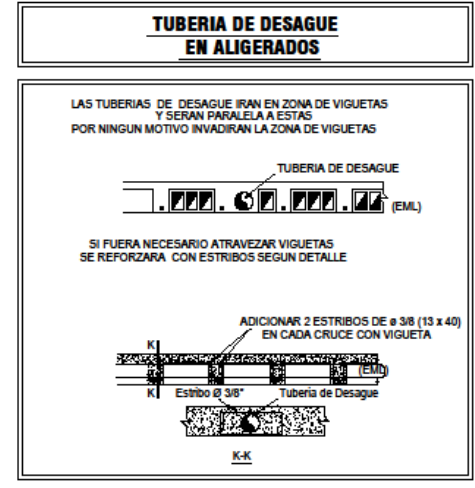 TUBERIA DE DESAGUE
EN ALIGERADOS
LAS TUBERIAS DE DESAGUE IRAN EN ZONA DE VIGUETAS
Y SERAN PARALELA A ESTAS
POR NINGUN MOTIVO INVADIRAN LA ZONA DE VIGUETAS
TUBERIA DE DESAGUE
(EML)
SI FUERA NECESARIO ATRAVEZAR VIGUETAS
SE REFORZARA CON ESTRIBOS SEGUN DETALLE
ADICIONAR 2 ESTRIBOS DE ø 3/8 (13 x 40)
EN CADA CRUCE CON VIGUETA
K
(EML)
K
Estribo Ø 3/8"
Tuberia de Desague
K-K